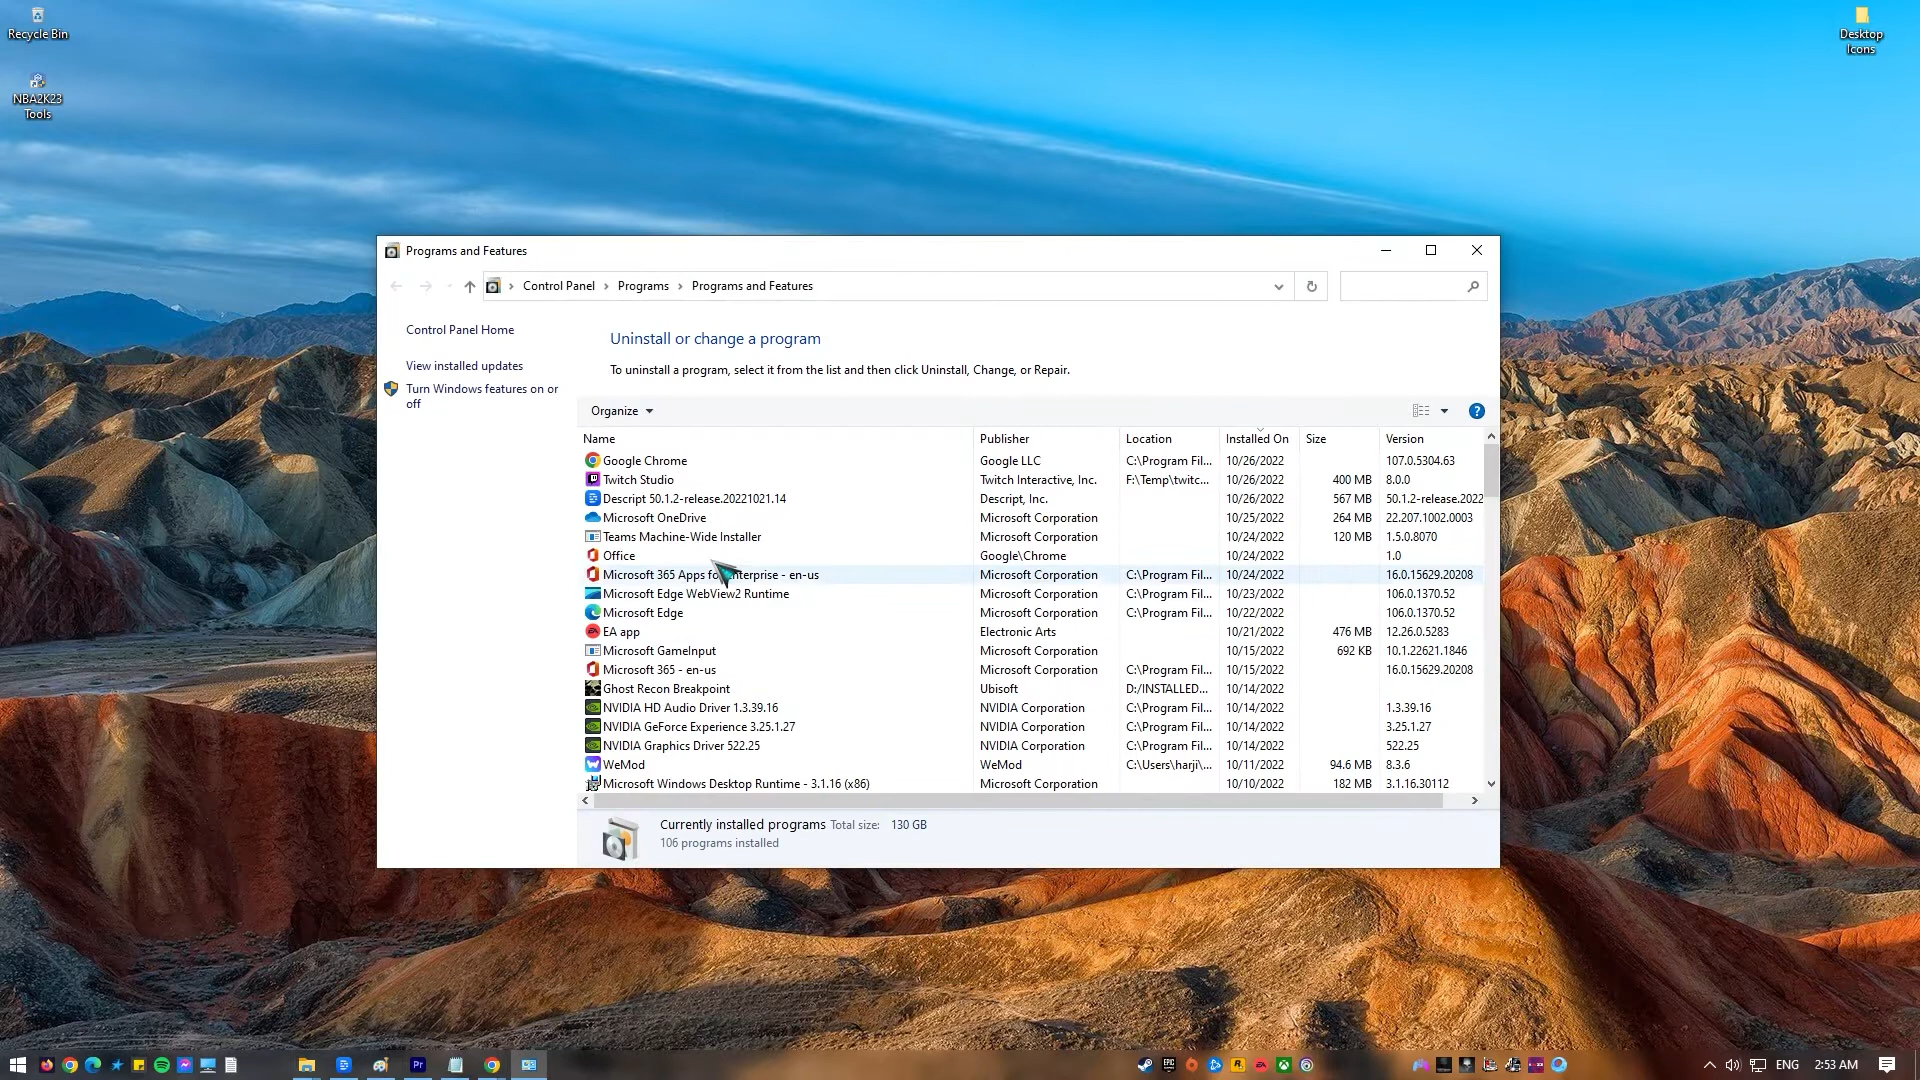 Recycle Bin
NBA2K23
Tools
Desktop
Icons
Programs and Features
Control Panel
Programs
Programs and Features
Control Panel Home
View installed updates
Turn Windows features on or
off
Uninstall or change a program
To uninstall a program, select it from the list and then click Uninstall, Change, or Repair.
Organize
?
Name Publisher Location Installed On Size Version
Google Chrome Google LLC C:\Program Fil... 10/26/2022 107.0.5304.63
Twitch Studio Twitch Interactive, Inc. F:\Temp\twitc... 10/26/2022 400 MB 8.0.0
Descript 50.1.2-release.20221021.14 Descript, Inc. 10/26/2022 567 MB 50.1.2-release.2022
Microsoft OneDrive Microsoft Corporation 10/25/2022 264 MB 22.207.1002.0003
Teams Machine-Wide Installer Microsoft Corporation 10/24/2022 120 MB 1.5.0.8070
Office Google\Chrome 10/24/2022 1.0
Microsoft 365 Apps for enterprise - en-us Microsoft Corporation C:\Program Fil... 10/24/2022 16.0.15629.20208
Microsoft Edge WebView2 Runtime Microsoft Corporation C:\Program Fil... 10/23/2022 106.0.1370.52
Microsoft Edge Microsoft Corporation C:\Program Fil... 10/22/2022 106.0.1370.52
EA app Electronic Arts 10/21/2022 476 MB 12.26.0.5283
Microsoft GameInput Microsoft Corporation 10/15/2022 692 KB 10.1.22621.1846
Microsoft 365 - en-us Microsoft Corporation C:\Program Fil... 10/15/2022 16.0.15629.20208
Ghost Recon Breakpoint Ubisoft D:/INSTALLED... 10/14/2022
NVIDIA HD Audio Driver 1.3.39.16 NVIDIA Corporation C:\Program Fil... 10/14/2022 1.3.39.16
NVIDIA GeForce Experience 3.25.1.27 NVIDIA Corporation C:\Program Fil... 10/14/2022 3.25.1.27
NVIDIA Graphics Driver 522.25 NVIDIA Corporation C:\Program Fil... 10/14/2022 522.25
WeMod WeMod C:\Users\harji\... 10/11/2022 94.6 MB 8.3.6
Microsoft Windows Desktop Runtime - 3.1.16 (x86) Microsoft Corporation 10/10/2022 182 MB 3.1.16.30112
Currently installed programs Total size: 130 GB
106 programs installed
Pr
ENG
2:53 AM